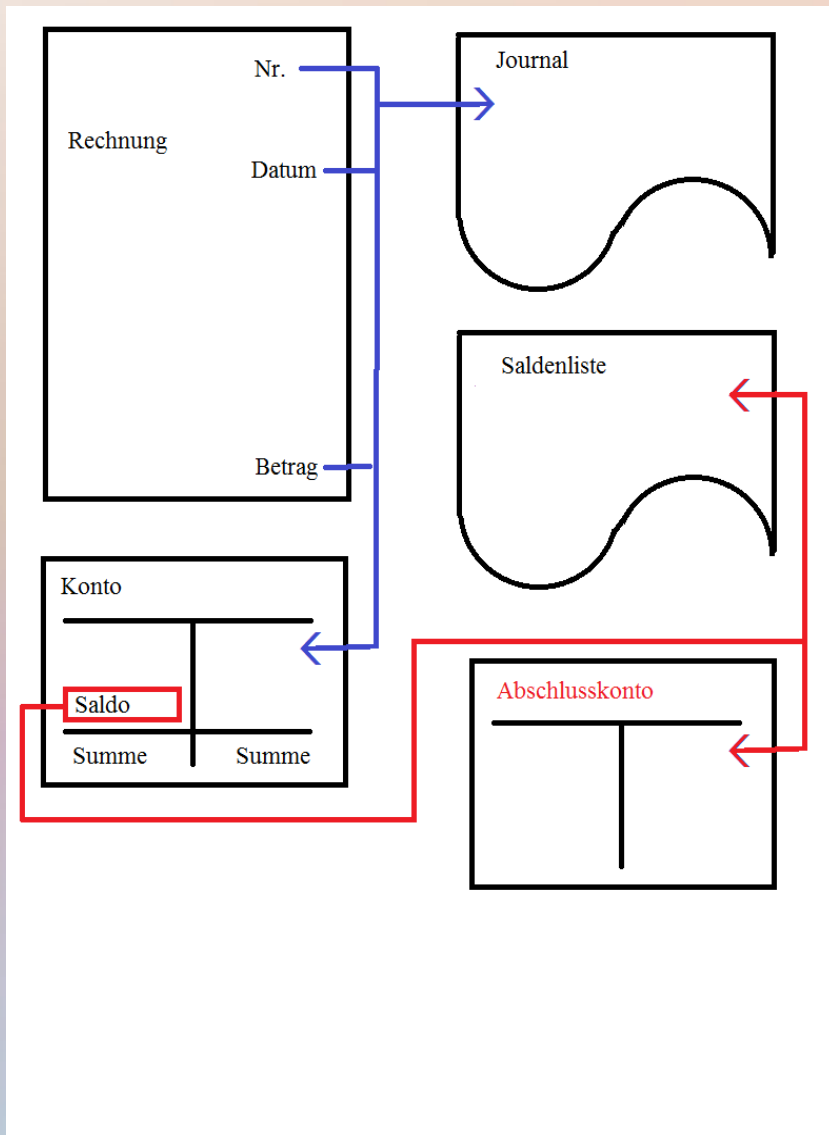 Nr.
Rechnung
Datum
Betrag
Journal
Saldenliste
Konto
Saldo
Summe Summe
Abschlusskonto